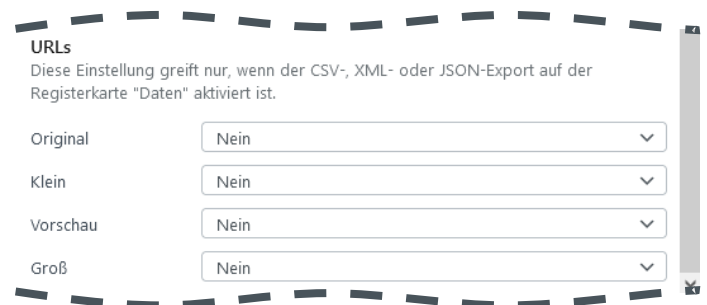 URLs
Diese Einstellung greift nur, wenn der CSV-, XML- oder JSON-Export auf der
Registerkarte "Daten" aktiviert ist.
Original Nein
Klein Nein
Vorschau Nein
Groß Nein